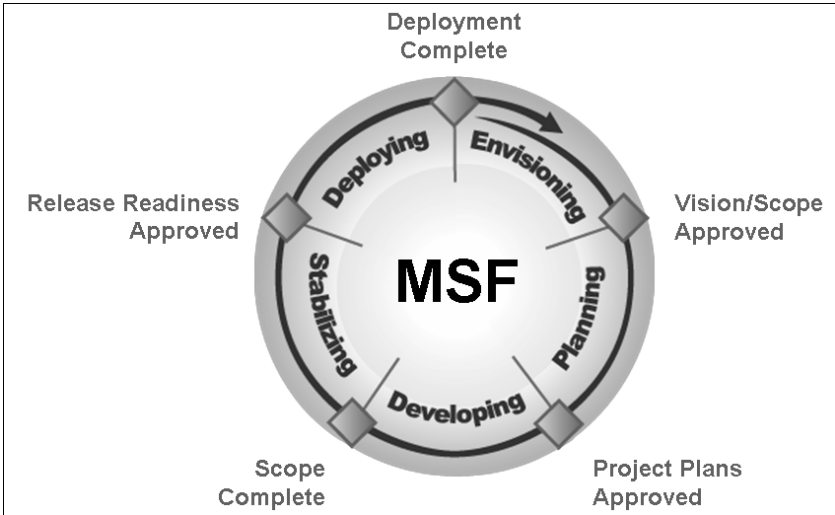 Deployment
Complete
Deploying
Envisioning
Release Readiness
Approved
Vision/Scope
Approved
MSF
Stabilizing
Planning
Developing
Scope
Complete
Project Plans
Approved